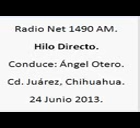 Radio Net 1490 AM.
Hilo Directo.
Conduce: Ángel Otero.
Cd. Juárez, Chihuahua.
24 Junio 2013.